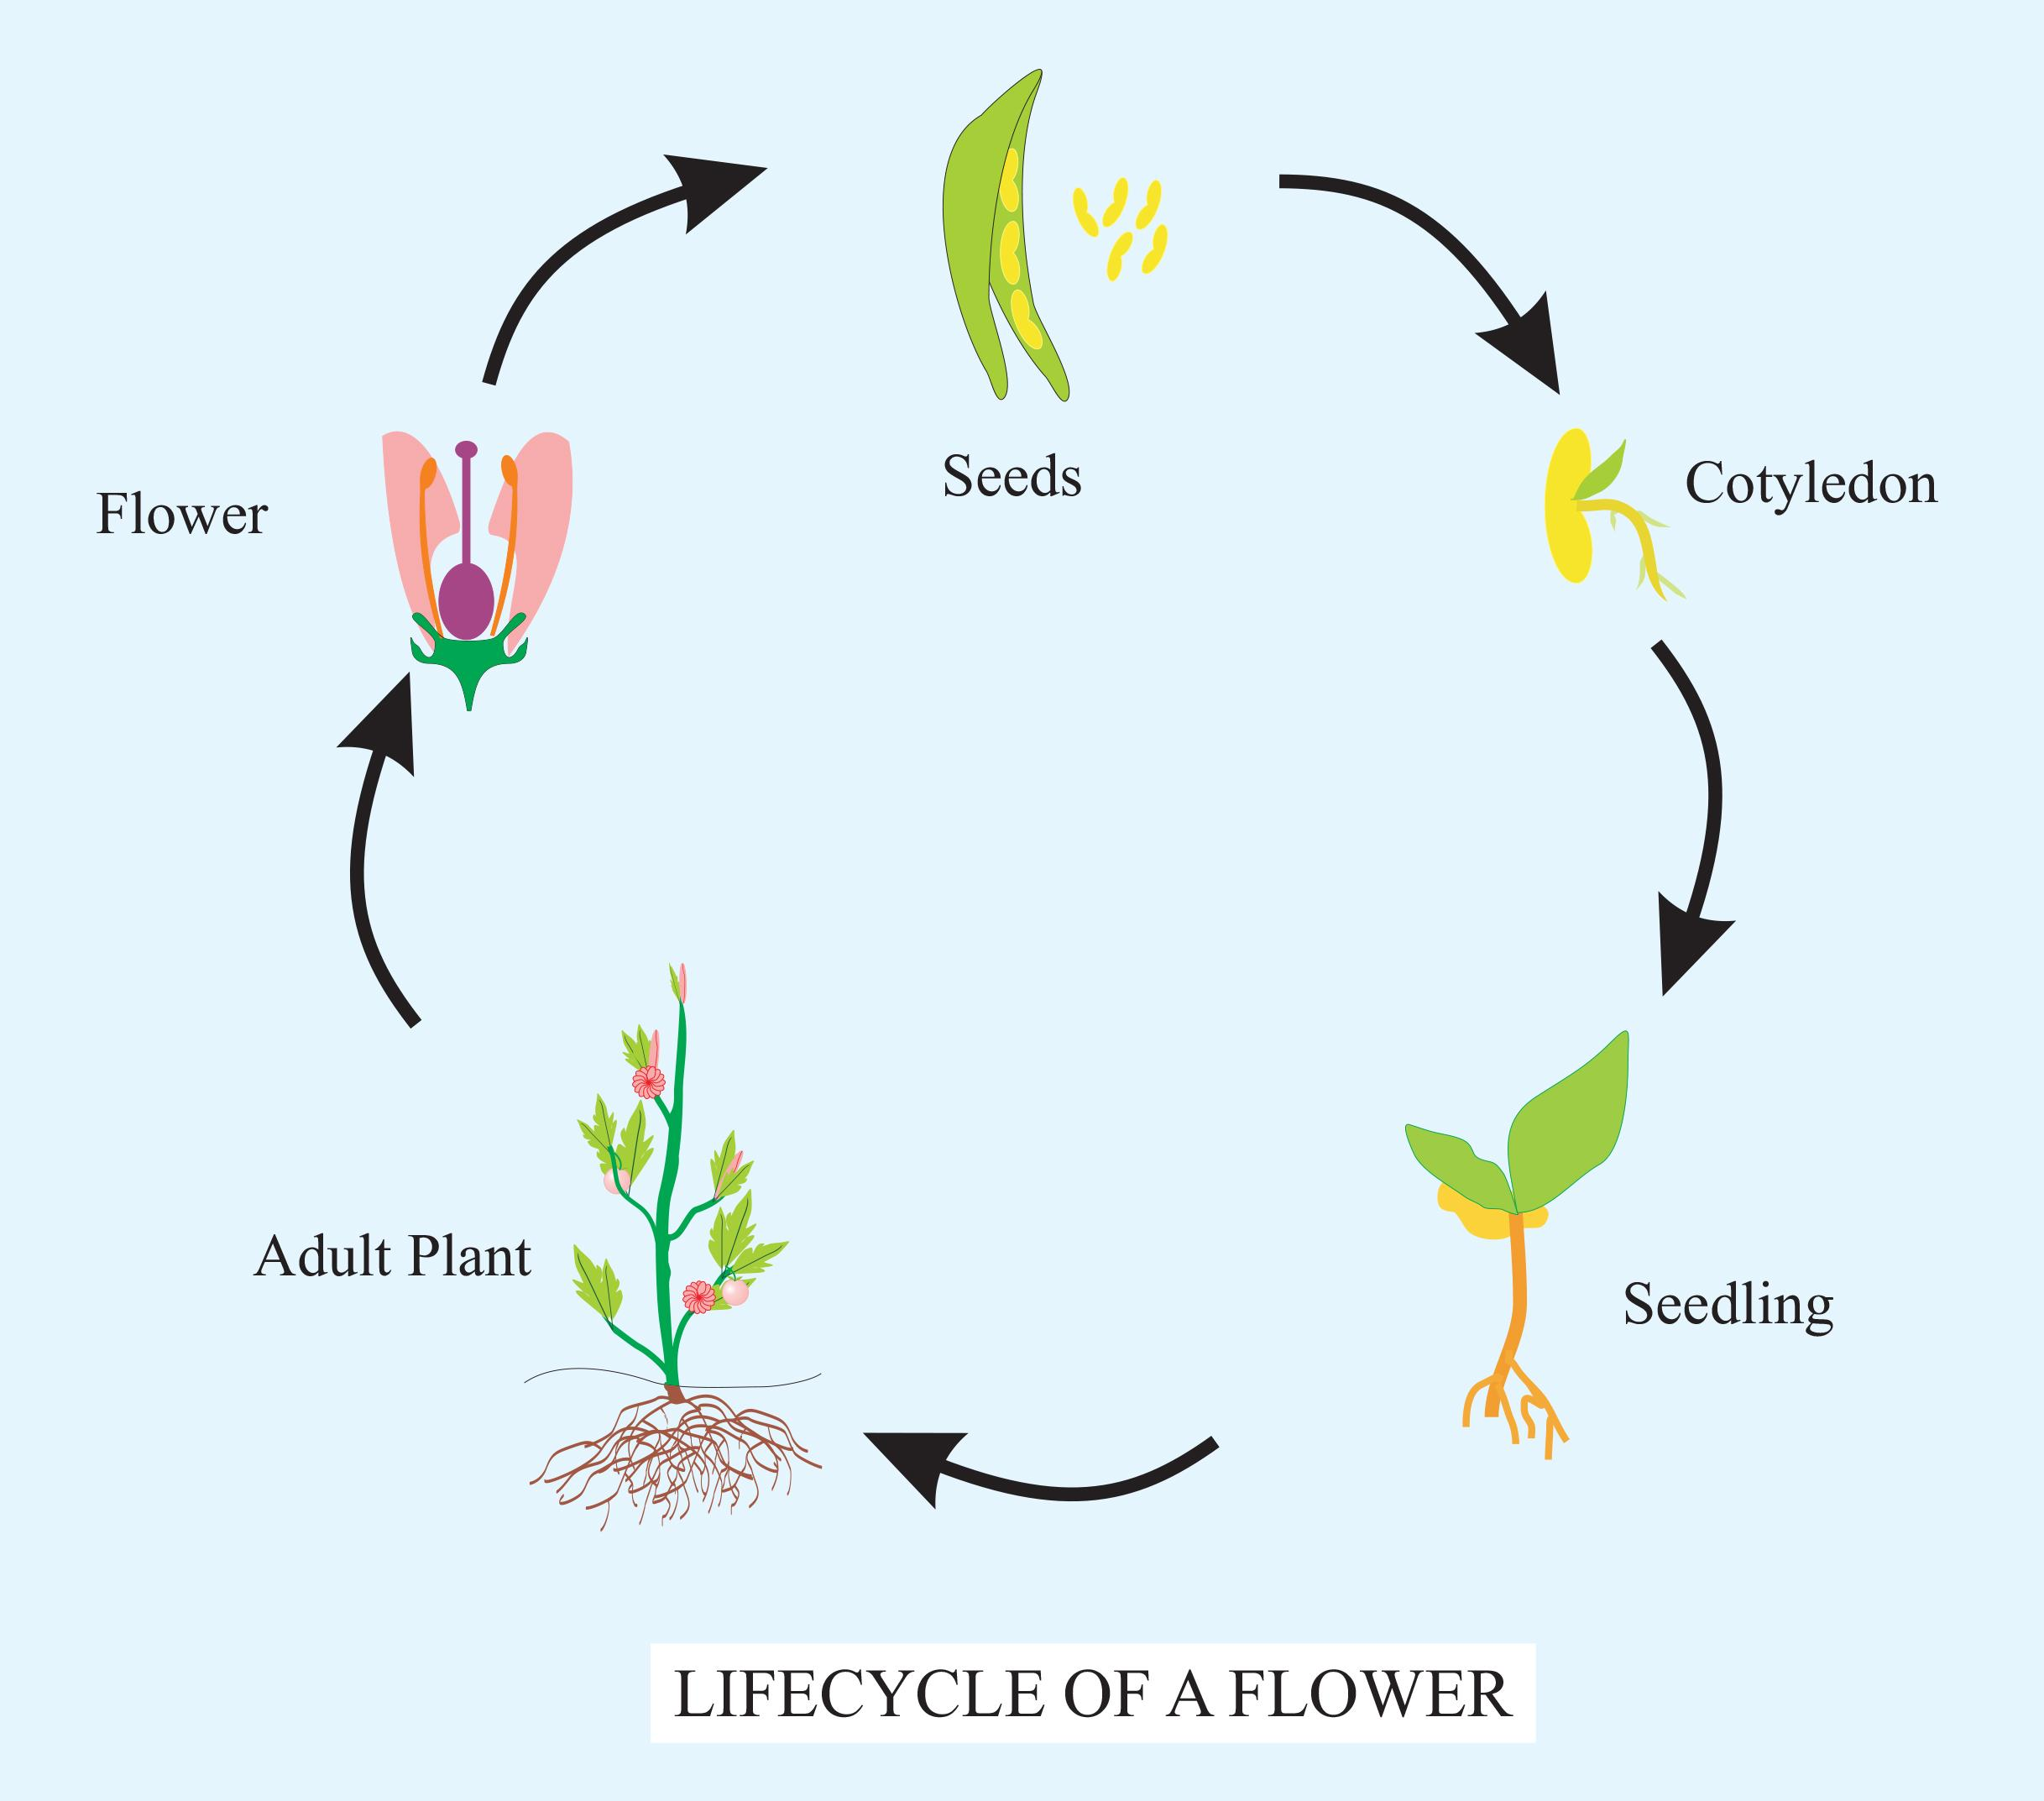 Seeds
Cotyledon
Flower
Adult Plant
Seedling
LIFECYCLE OF A FLOWER